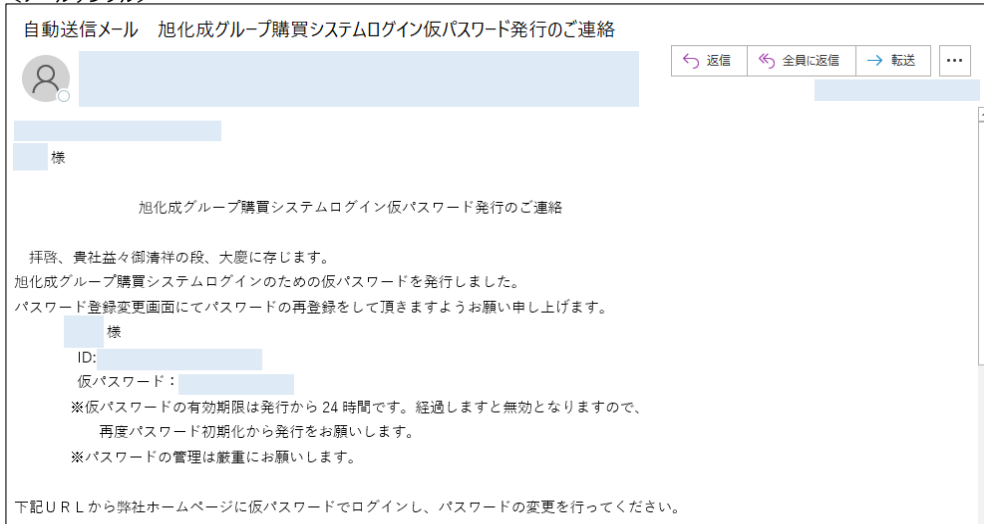 自動送信メール 旭化成グループ購買システムログイン仮パスワード発行のご連絡
返信 全員に返信 転送
様
旭化成グループ購買システムログイン仮パスワード発行のご連絡
拝啓、貴社益々御清祥の段、大慶に存じます。
旭化成グループ購買システムログインのための仮パスワードを発行しました。
パスワード登録変更画面にてパスワードの再登録をして頂きますようお願い申し上げます。
様
ID:
仮パスワード：
※仮パスワードの有効期限は発行から24時間です。経過しますと無効となりますので、
再度パスワード初期化から発行をお願いします。
※パスワードの管理は厳重にお願いします。
下記ＵＲＬから弊社ホームページに仮パスワードでログインし、パスワードの変更を行ってください。